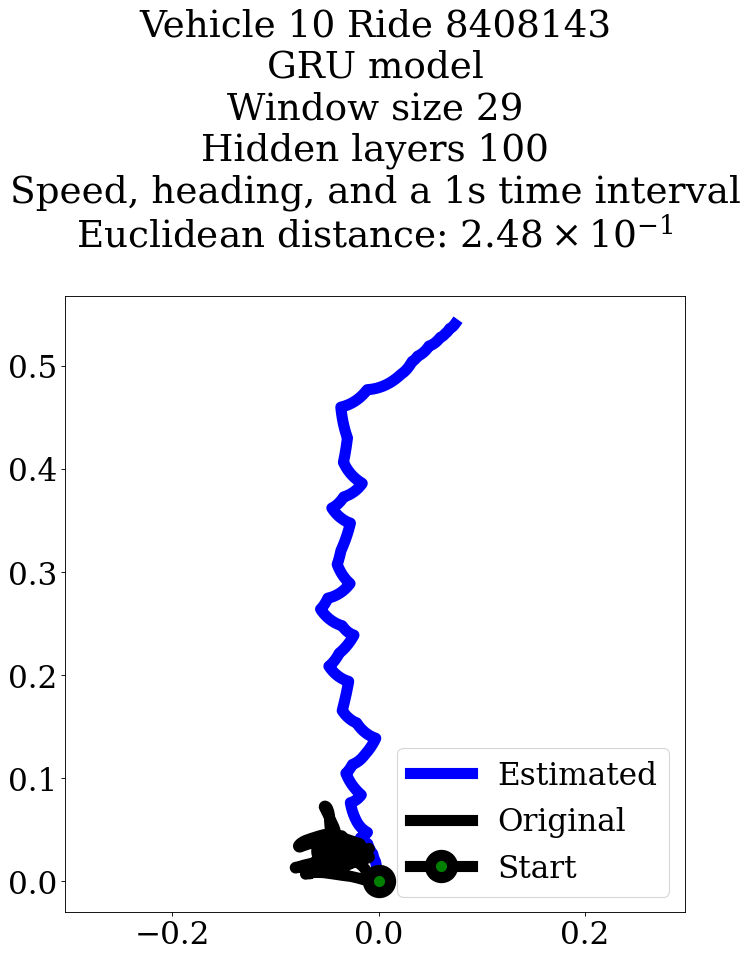 Vehicle 10 Ride 8408143
GRU model
Window size 29
Hidden layers 100
Speed, heading, and a 1s time interval
Euclidean distance: 2.48 × 10⁻¹
0.5
0.4
0.3
0.2
0.1
0.0
Estimated
Original
Start
−0.2
0.0
0.2